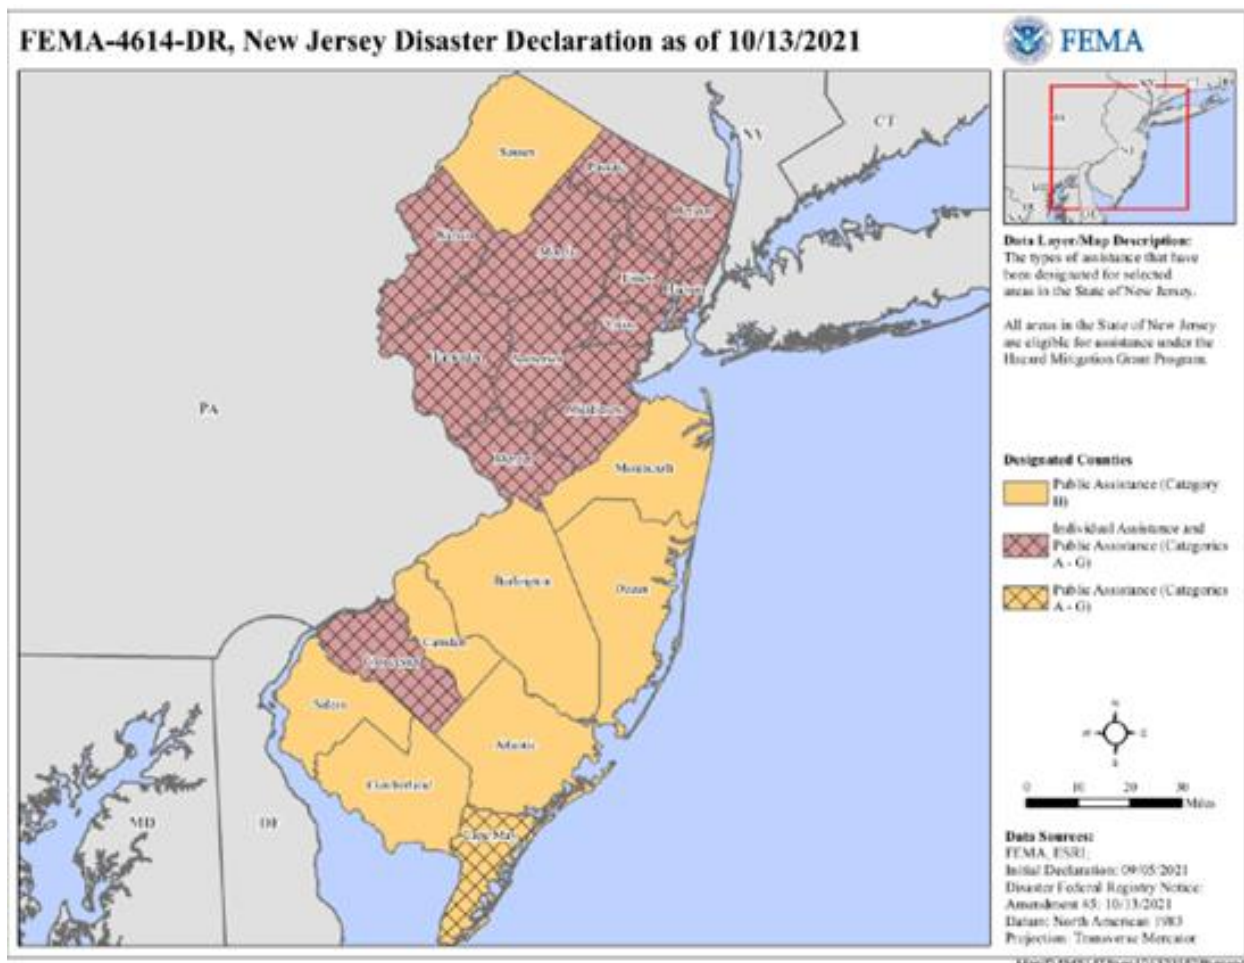 FEMA-4614-DR, New Jersey Disaster Declaration as of 10/13/2021
FEMA
NY
CT
PA
MD
DE
NY
NJ
Sussex
Passaic
Bergen
Warren
Morris
Essex
Hudson
Union
Hunterdon
Somerset
Middlesex
Mercer
Monmouth
Burlington
Ocean
Camden
Gloucester
Salem
Atlantic
Cumberland
Cape May
Data Layer/Map Description:
The types of assistance that have
been designated for selected
areas in the State of New Jersey.
All areas in the State of New Jersey
are eligible for assistance under the
Hazard Mitigation Grant Program.
Designated Counties
Public Assistance (Category
B)
Individual Assistance and
Public Assistance (Categories
A - G)
Public Assistance (Categories
A - G)
N
W
E
S
0 10 20 30
Miles
Data Sources:
FEMA, ESRI;
Initial Declaration: 09/05/2021
Disaster Federal Registry Notice:
Amendment #5: 10/13/2021
Datum: North American 1983
Projection: Transverse Mercator